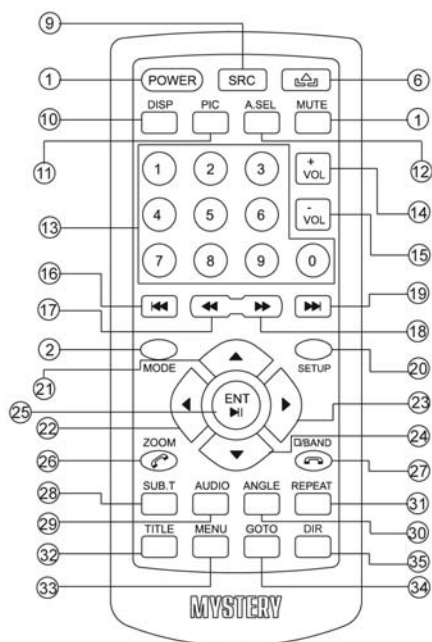 9
1 POWER SRC 6
DISP PIC A.SEL MUTE
10 1
11 12
1 2 3 + VOL
14
13 4 5 6 - VOL
15
7 8 9 0
16 19
17 18
2 MODE SETUP 20
21
25 ENT 23
22 24
ZOOM D/BAND
26 27
SUB.T AUDIO ANGLE REPEAT
28 31
29 30
TITLE MENU GOTO DIR
32 35
33 34
MYSTERY